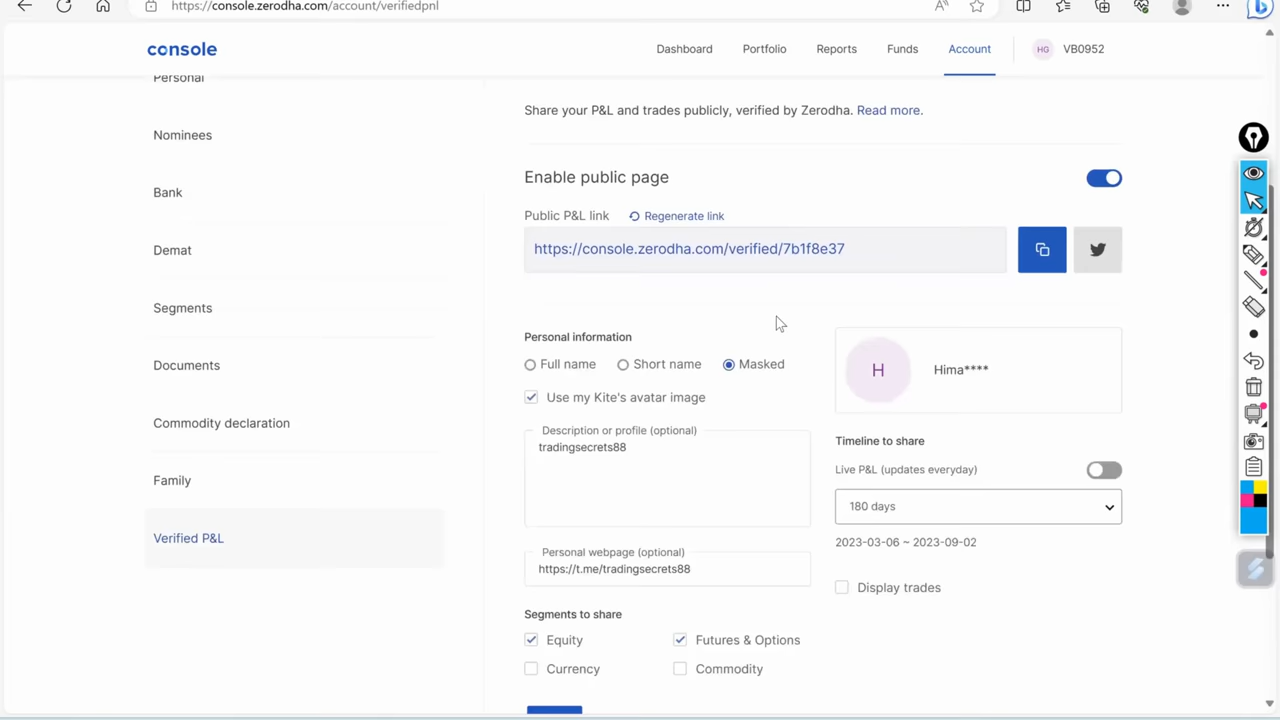 https://console.zerodha.com/account/verifiedpnl
console
Dashboard
Portfolio
Reports
Funds
Account
HG
VB0952
Personal
Nominees
Bank
Demat
Segments
Documents
Commodity declaration
Family
Verified P&L
Share your P&L and trades publicly, verified by Zerodha. Read more.
Enable public page
Public P&L link
Regenerate link
https://console.zerodha.com/verified/7b1f8e37
Personal information
Full name
Short name
Masked
Use my Kite's avatar image
Description or profile (optional)
tradingsecrets88
Personal webpage (optional)
https://t.me/tradingsecrets88
Segments to share
Equity
Futures & Options
Currency
Commodity
H
Hima****
Timeline to share
Live P&L (updates everyday)
180 days
2023-03-06 ~ 2023-09-02
Display trades